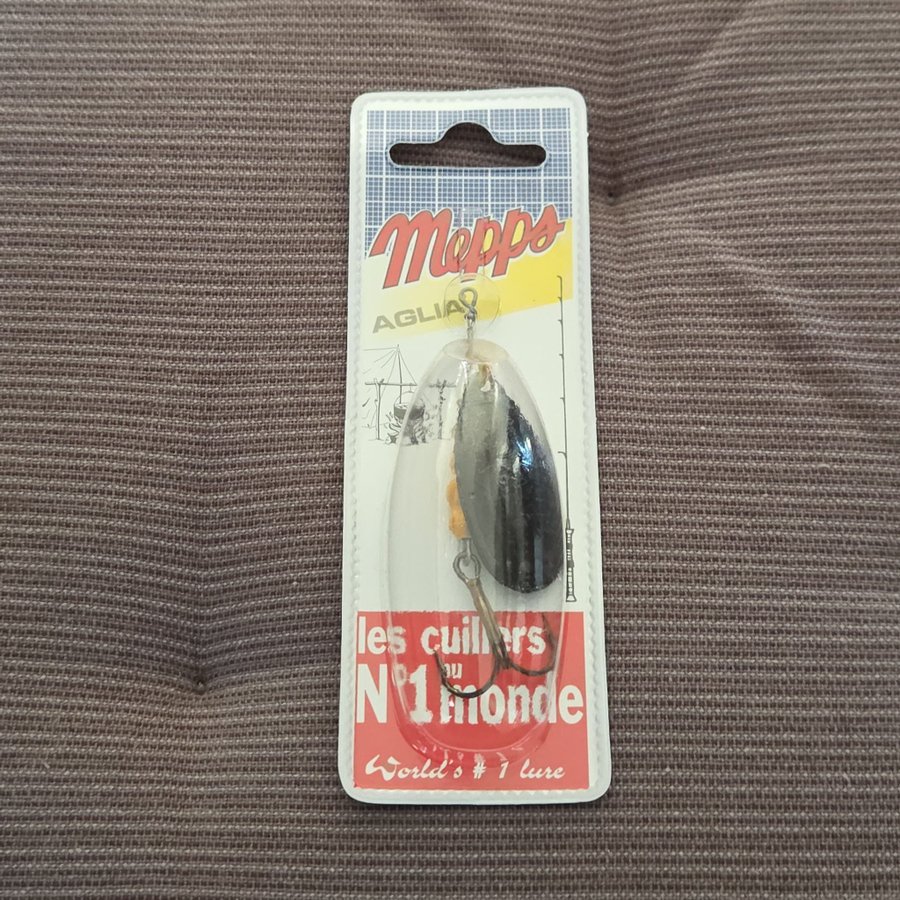 Mepps
AGLIA
les cuillers
N°1 au monde
World's # 1 lure